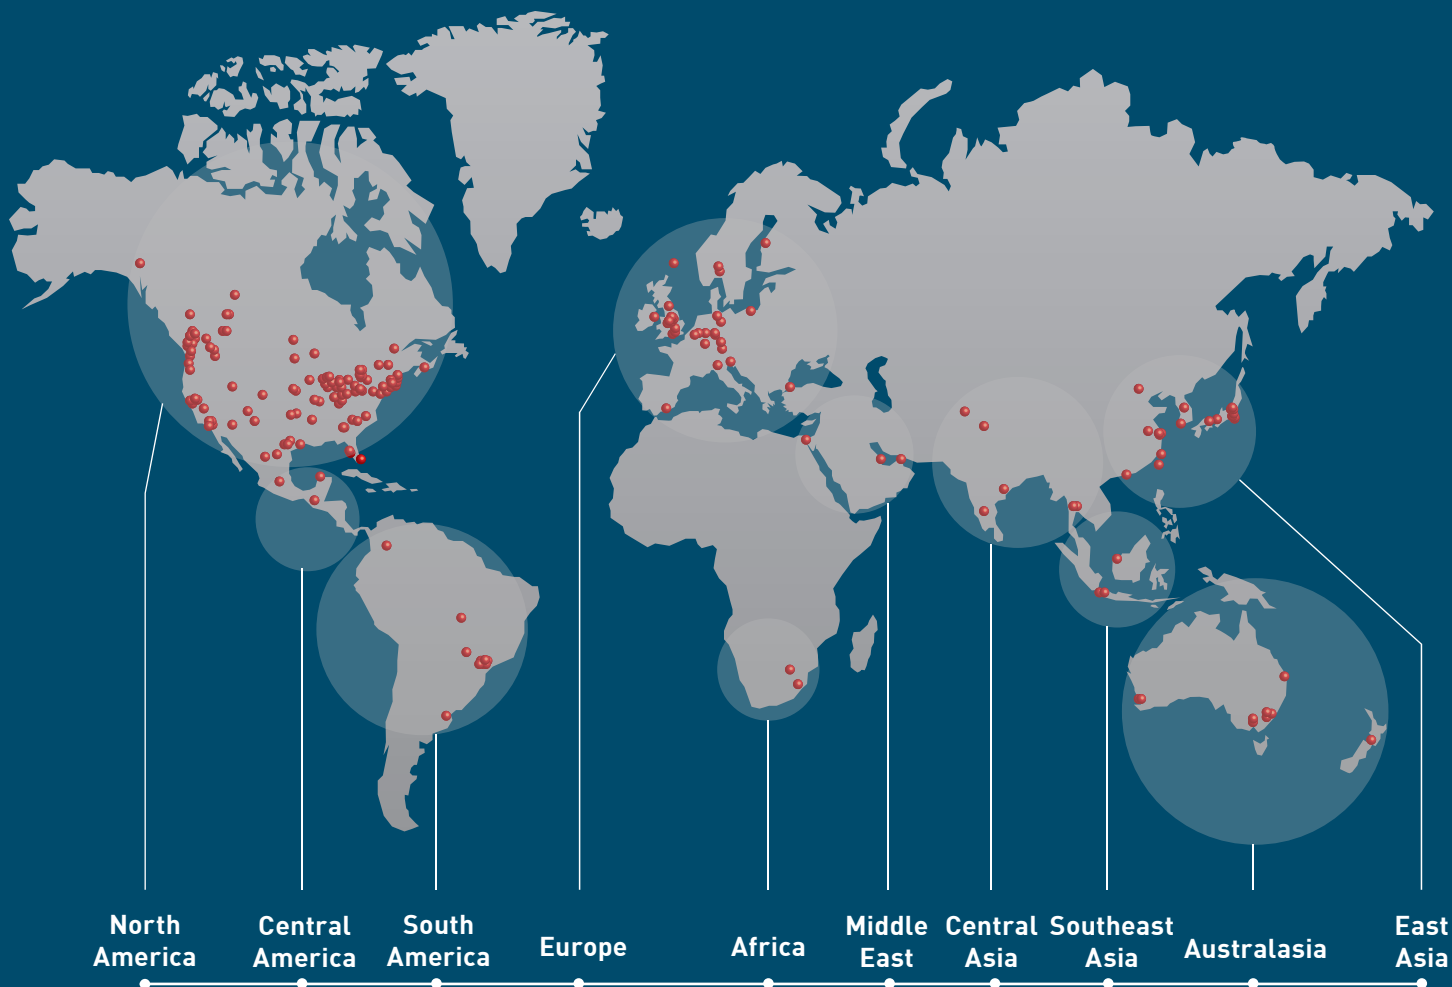 North
America
Central
America
South
America
Europe
Africa
Middle
East
Central
Asia
Southeast
Asia
Australasia
East
Asia